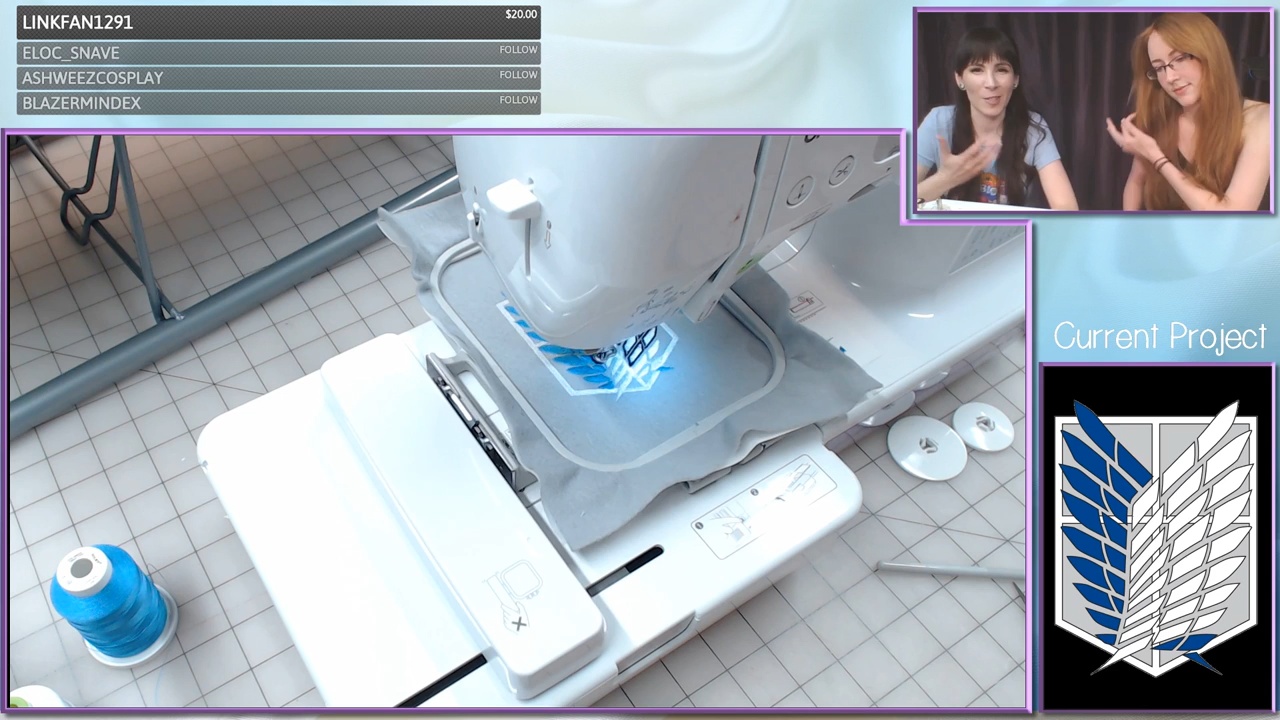 LINKFAN1291 $20.00
ELOC_SNAVE FOLLOW
ASHWEEZCOSPLAY FOLLOW
BLAZERMINDEX FOLLOW
Current Project